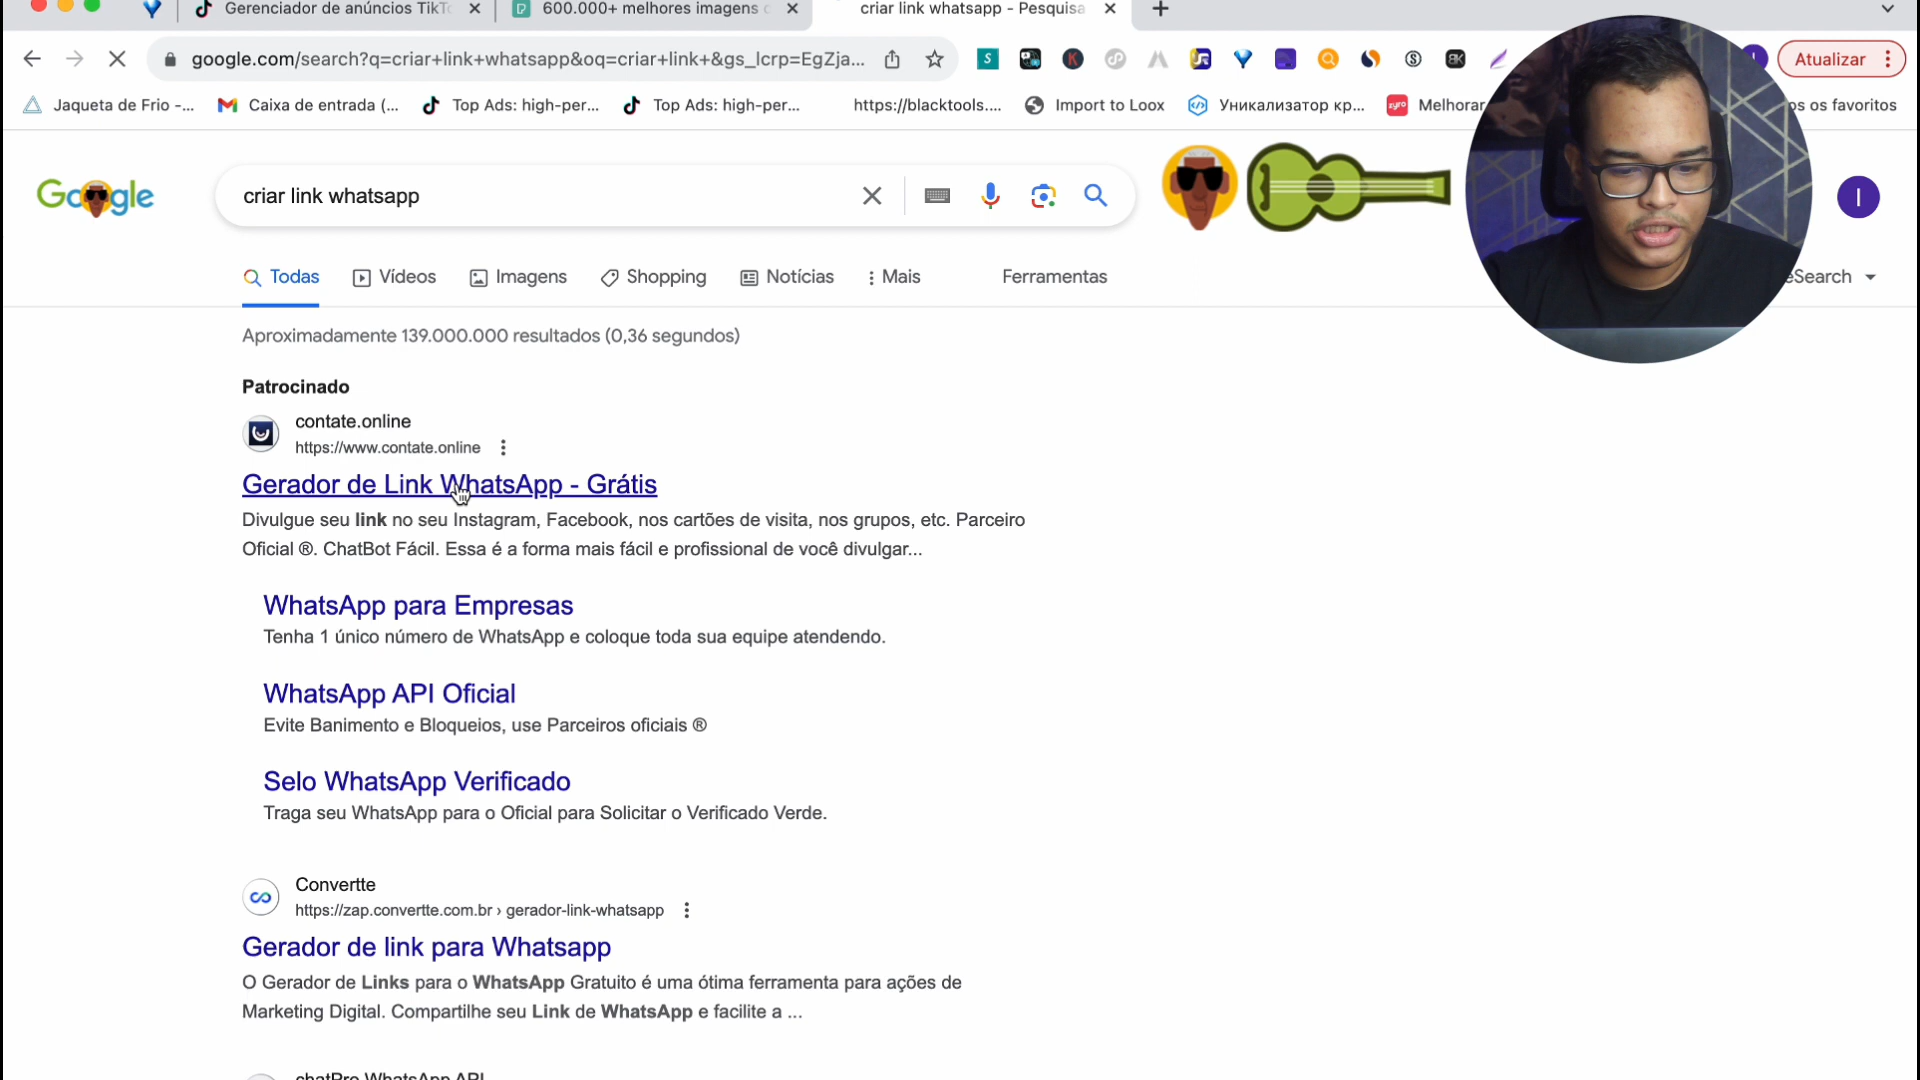 Gerenciador de anúncios TikTo
600.000+ melhores imagens c
criar link whatsapp - Pesquisa
google.com/search?q=criar+link+whatsapp&oq=criar+link+&gs_lcrp=EgZja...
Atualizar
Jaqueta de Frio -...
Caixa de entrada (...
Top Ads: high-per...
Top Ads: high-per...
https://blacktools....
Import to Loox
Уникализатор кр...
zyro
Melhorar
os os favoritos
Google
criar link whatsapp
I
Todas
Vídeos
Imagens
Shopping
Notícias
Mais
Ferramentas
eSearch
Aproximadamente 139.000.000 resultados (0,36 segundos)
Patrocinado
contate.online
https://www.contate.online
Gerador de Link WhatsApp - Grátis
Divulgue seu link no seu Instagram, Facebook, nos cartões de visita, nos grupos, etc. Parceiro
Oficial ®. ChatBot Fácil. Essa é a forma mais fácil e profissional de você divulgar...
WhatsApp para Empresas
Tenha 1 único número de WhatsApp e coloque toda sua equipe atendendo.
WhatsApp API Oficial
Evite Banimento e Bloqueios, use Parceiros oficiais ®
Selo WhatsApp Verificado
Traga seu WhatsApp para o Oficial para Solicitar o Verificado Verde.
Convertte
https://zap.convertte.com.br › gerador-link-whatsapp
Gerador de link para Whatsapp
O Gerador de Links para o WhatsApp Gratuito é uma ótima ferramenta para ações de
Marketing Digital. Compartilhe seu Link de WhatsApp e facilite a ...
chatPro WhatsApp API